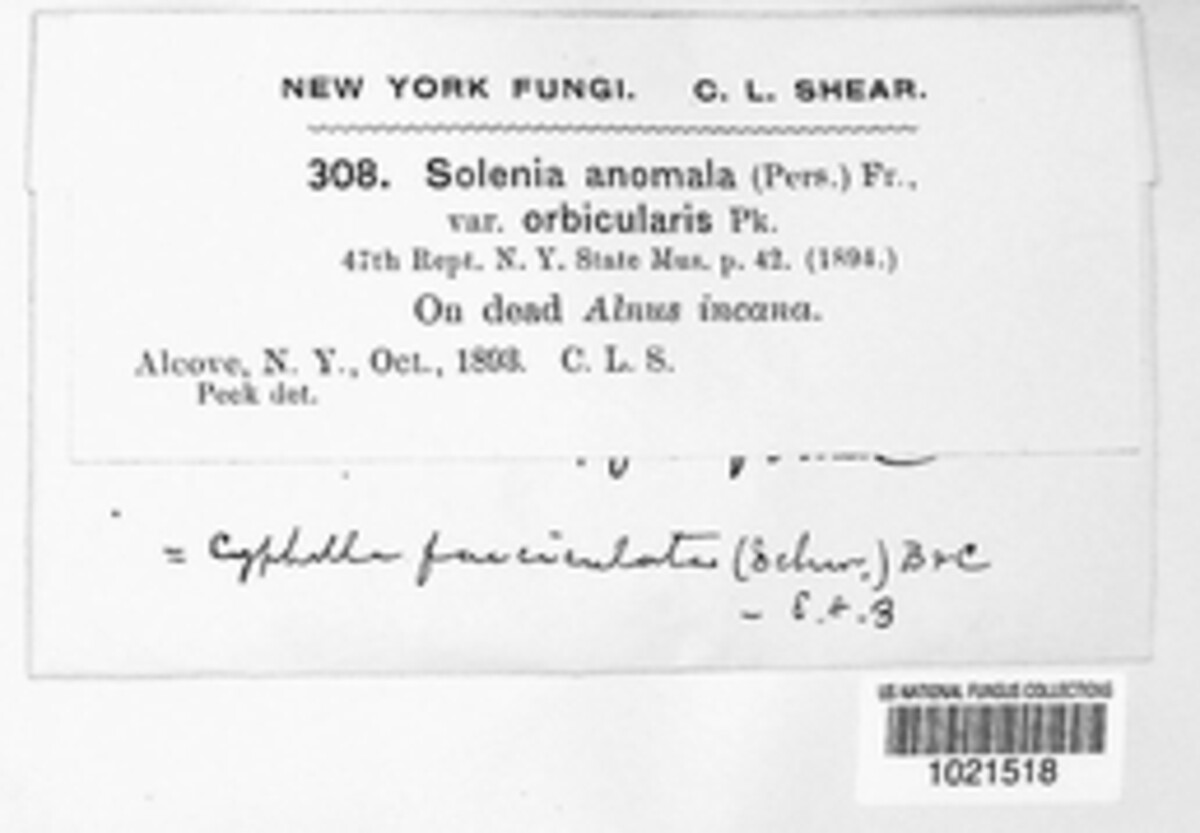 NEW YORK FUNGI. C. L. SHEAR.
308. Solenia anomala (Pers.) Fr.,
var. orbicularis Pk.
47th Rept. N. Y. State Mus. p. 42. (1894.)
On dead Alnus incana.
Alcove, N. Y., Oct., 1893. C. L. S.
Peck det.
= Cyphella fasciculata (Schw.) B & C
— E. & B
US NATIONAL FUNGUS COLLECTIONS
1021518